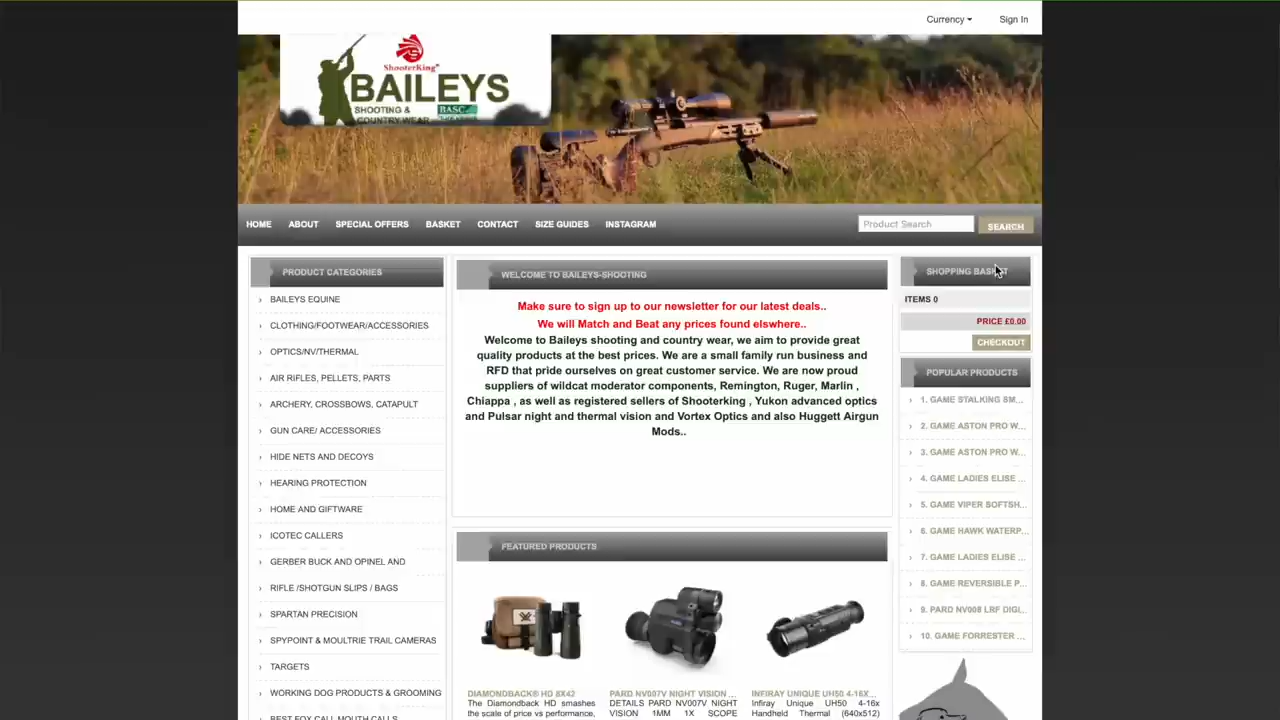 Currency
Sign In
ShooterKing
BAILEYS
SHOOTING &
COUNTRY WEAR
BASC
HOME
ABOUT
SPECIAL OFFERS
BASKET
CONTACT
SIZE GUIDES
INSTAGRAM
Product Search
SEARCH
PRODUCT CATEGORIES
BAILEYS EQUINE
CLOTHING/FOOTWEAR/ACCESSORIES
OPTICS/NV/THERMAL
AIR RIFLES, PELLETS, PARTS
ARCHERY, CROSSBOWS, CATAPULT
GUN CARE/ ACCESSORIES
HIDE NETS AND DECOYS
HEARING PROTECTION
HOME AND GIFTWARE
ICOTEC CALLERS
GERBER BUCK AND OPINEL AND
RIFLE /SHOTGUN SLIPS / BAGS
SPARTAN PRECISION
SPYPOINT & MOULTRIE TRAIL CAMERAS
TARGETS
WORKING DOG PRODUCTS & GROOMING
BEST FOX CALL MOUTH CALLS
WELCOME TO BAILEYS-SHOOTING
Make sure to sign up to our newsletter for our latest deals..
We will Match and Beat any prices found elswhere..
Welcome to Baileys shooting and country wear, we aim to provide great
quality products at the best prices. We are a small family run business and
RFD that pride ourselves on great customer service. We are now proud
suppliers of wildcat moderator components, Remington, Ruger, Marlin ,
Chiappa , as well as registered sellers of Shooterking , Yukon advanced optics
and Pulsar night and thermal vision and Vortex Optics and also Huggett Airgun
Mods..
FEATURED PRODUCTS
DIAMONDBACK® HD 8X42
The Diamondback HD smashes
the scale of price vs performance,
PARD NV007V NIGHT VISION ...
DETAILS PARD NV007V NIGHT
VISION 1MM 1X SCOPE
INFIRAY UNIQUE UH50 4-16X...
Infiray Unique UH50 4-16x
Handheld Thermal (640x512)
SHOPPING BASKET
ITEMS 0
PRICE £0.00
CHECKOUT
POPULAR PRODUCTS
1. GAME STALKING SM...
2. GAME ASTON PRO W...
3. GAME ASTON PRO W...
4. GAME LADIES ELISE ...
5. GAME VIPER SOFTSH...
6. GAME HAWK WATERP...
7. GAME LADIES ELISE ...
8. GAME REVERSIBLE P...
9. PARD NV008 LRF DIGI...
10. GAME FORRESTER ...